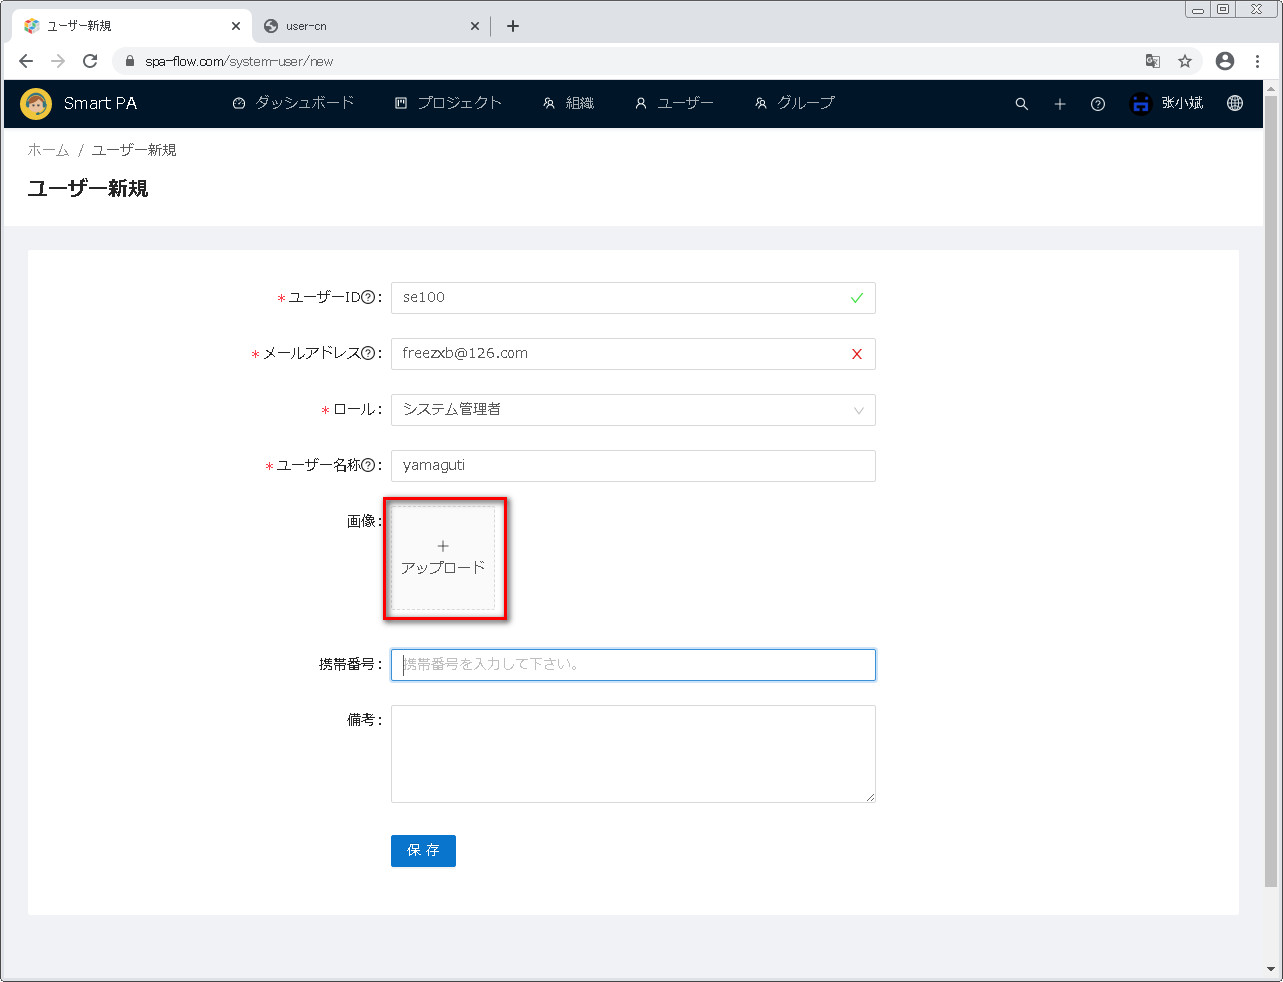 ユーザー新規
user-cn
spa-flow.com/system-user/new
Smart PA
ダッシュボード
プロジェクト
組織
ユーザー
グループ
张小斌
ホーム / ユーザー新規
ユーザー新規
* ユーザーID?: se100
* メールアドレス?: freezxb@126.com
* ロール: システム管理者
* ユーザー名称?: yamaguti
画像:
+
アップロード
携帯番号: 携帯番号を入力して下さい。
備考:
保 存